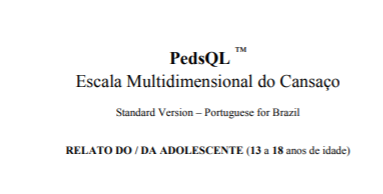 PedsQL ™
Escala Multidimensional do Cansaço
Standard Version – Portuguese for Brazil
RELATO DO / DA ADOLESCENTE (13 a 18 anos de idade)